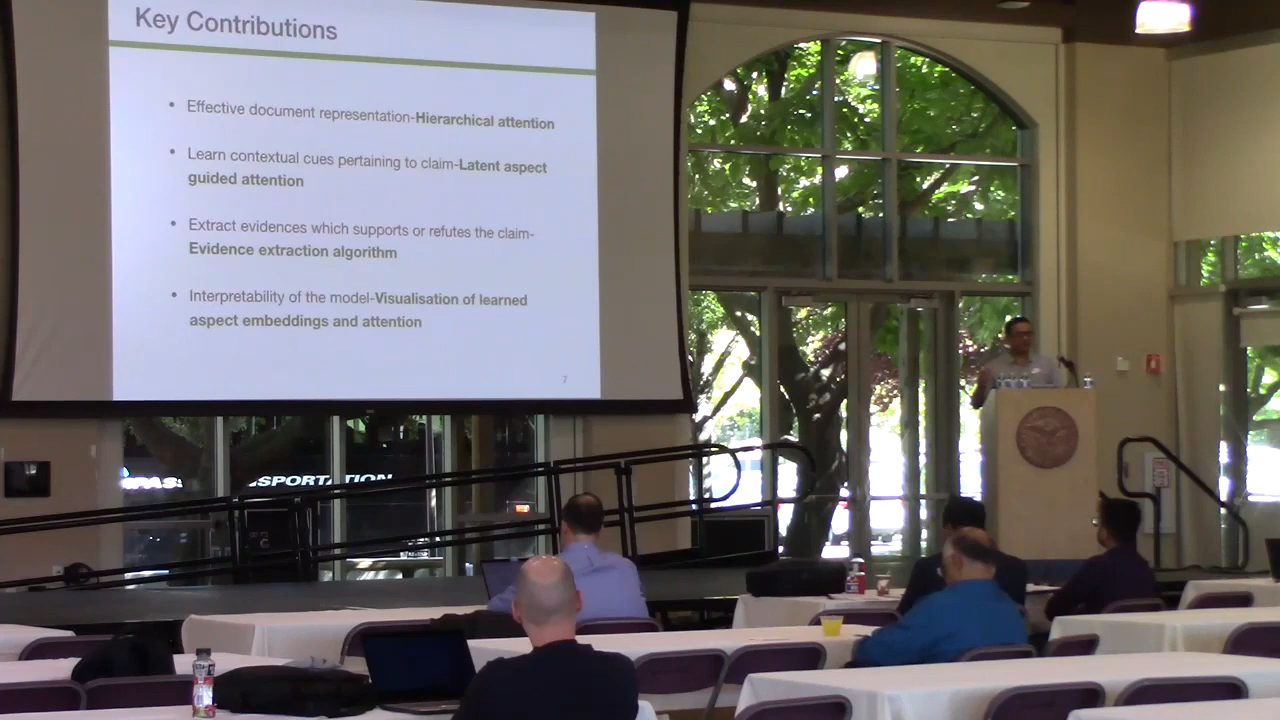 Key Contributions
• Effective document representation-Hierarchical attention
• Learn contextual cues pertaining to claim-Latent aspect
guided attention
• Extract evidences which supports or refutes the claim-
Evidence extraction algorithm
• Interpretability of the model-Visualisation of learned
aspect embeddings and attention
7